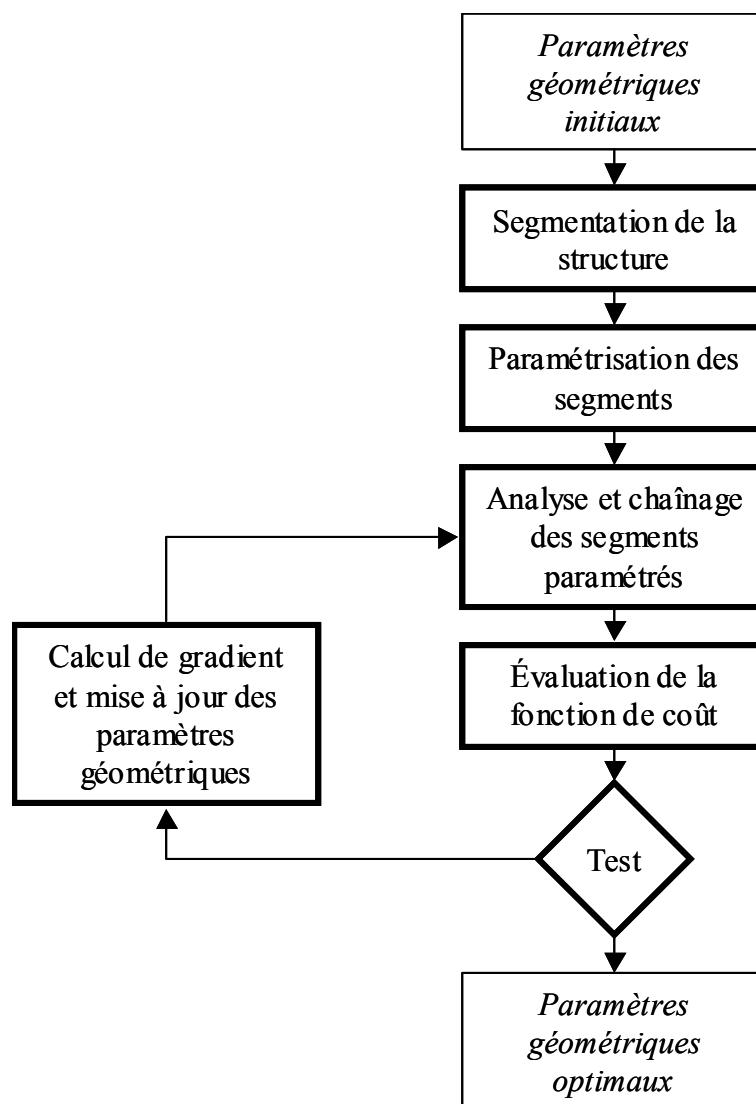 Paramètres
géométriques
initiaux
Segmentation de la
structure
Paramétrisation des
segments
Analyse et chaînage
des segments
paramétrés
Calcul de gradient
et mise à jour des
paramètres
géométriques
Évaluation de la
fonction de coût
Test
Paramètres
géométriques
optimaux